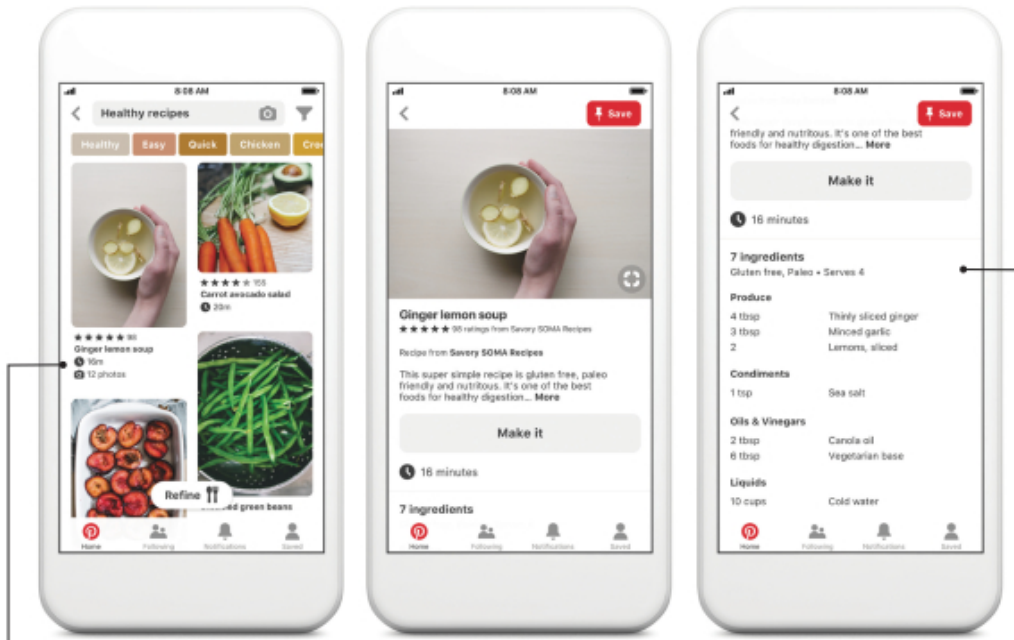 8:08 AM
Healthy recipes
Healthy Easy Quick Chicken
98
Ginger lemon soup
16m
12 photos
155
Carrot avocado salad
20m
Refine
green beans
Home Following Notifications Saved
8:08 AM
Save
Ginger lemon soup
98 ratings from Savory SOMA Recipes
Recipe from Savory SOMA Recipes
This super simple recipe is gluten free, paleo
friendly and nutritous. It's one of the best
foods for healthy digestion... More
Make it
16 minutes
7 ingredients
Home Following Notifications Saved
8:08 AM
Save
friendly and nutritous. It's one of the best
foods for healthy digestion... More
Make it
16 minutes
7 ingredients
Gluten free, Paleo • Serves 4
Produce
4 tbsp Thinly sliced ginger
3 tbsp Minced garlic
2 Lemons, sliced
Condiments
1 tsp Sea salt
Oils & Vinegars
2 tbsp Canola oil
6 tbsp Vegetarian base
Liquids
10 cups Cold water
Home Following Notifications Saved